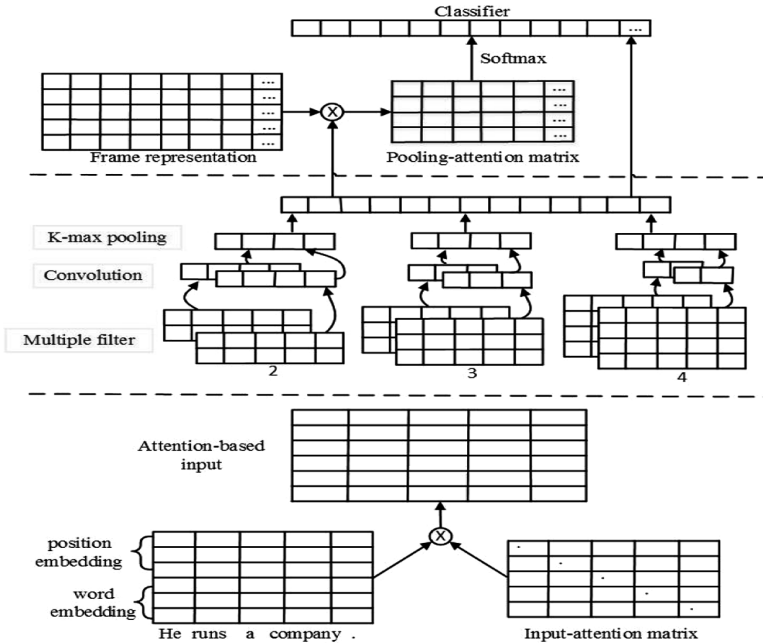 Classifier
...
Softmax
...
...
...
...
...
...
...
...
...
X
Frame representation
Pooling-attention matrix
K-max pooling
Convolution
Multiple filter
2
3
4
Attention-based
input
X
position
embedding
word
embedding
He runs a company .
Input-attention matrix